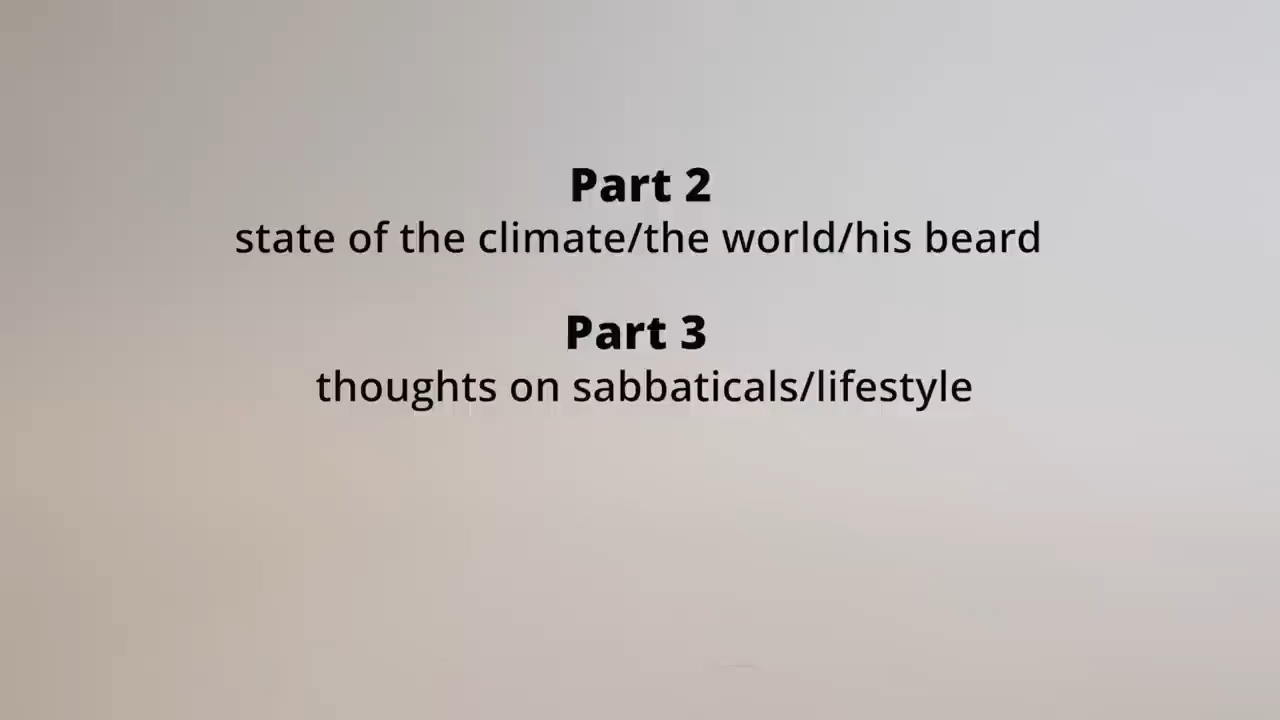 Part 2
state of the climate/the world/his beard
Part 3
thoughts on sabbaticals/lifestyle